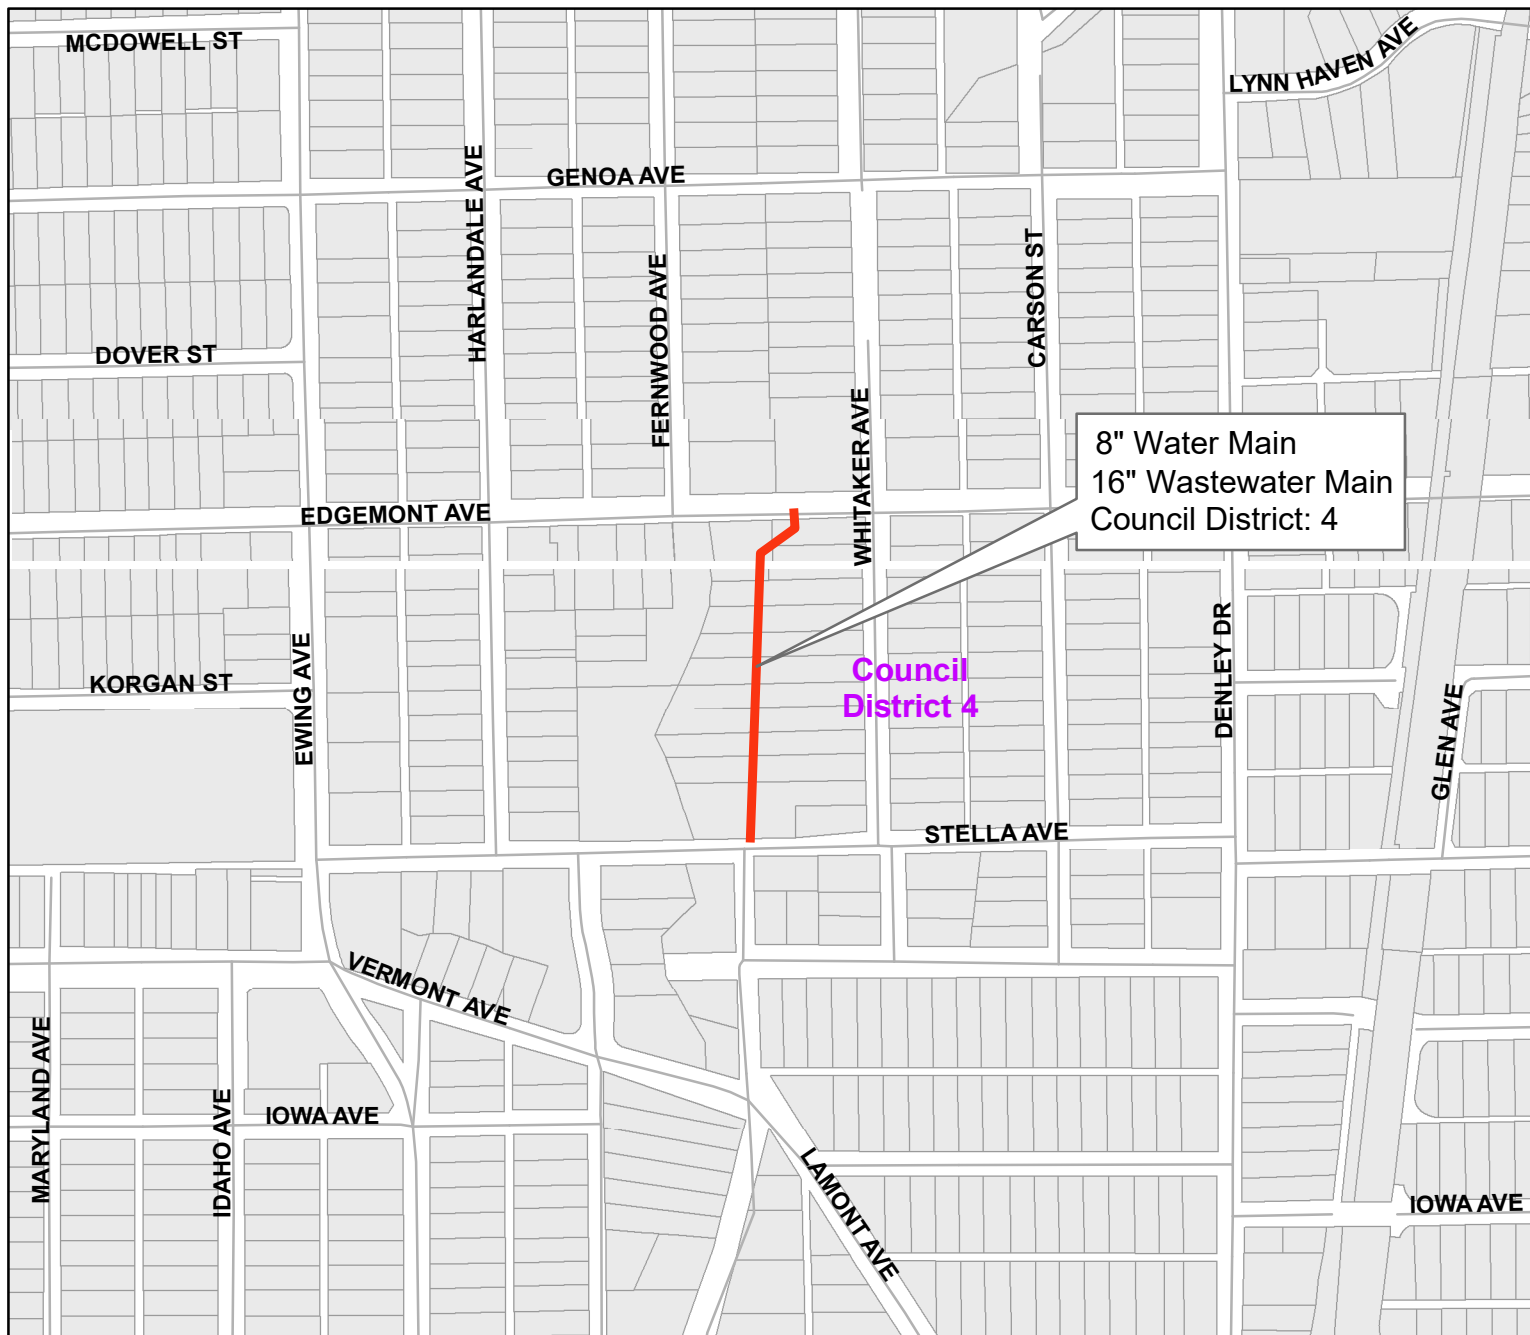 MCDOWELL ST
LYNN HAVEN AVE
GENOA AVE
HARLANDALE AVE
FERNWOOD AVE
CARSON ST
DOVER ST
WHITAKER AVE
8" Water Main
16" Wastewater Main
Council District: 4
EDGEMONT AVE
EWING AVE
KORGAN ST
Council
District 4
DENLEY DR
GLEN AVE
STELLA AVE
VERMONT AVE
MARYLAND AVE
IDAHO AVE
IOWA AVE
LAMONT AVE
IOWA AVE